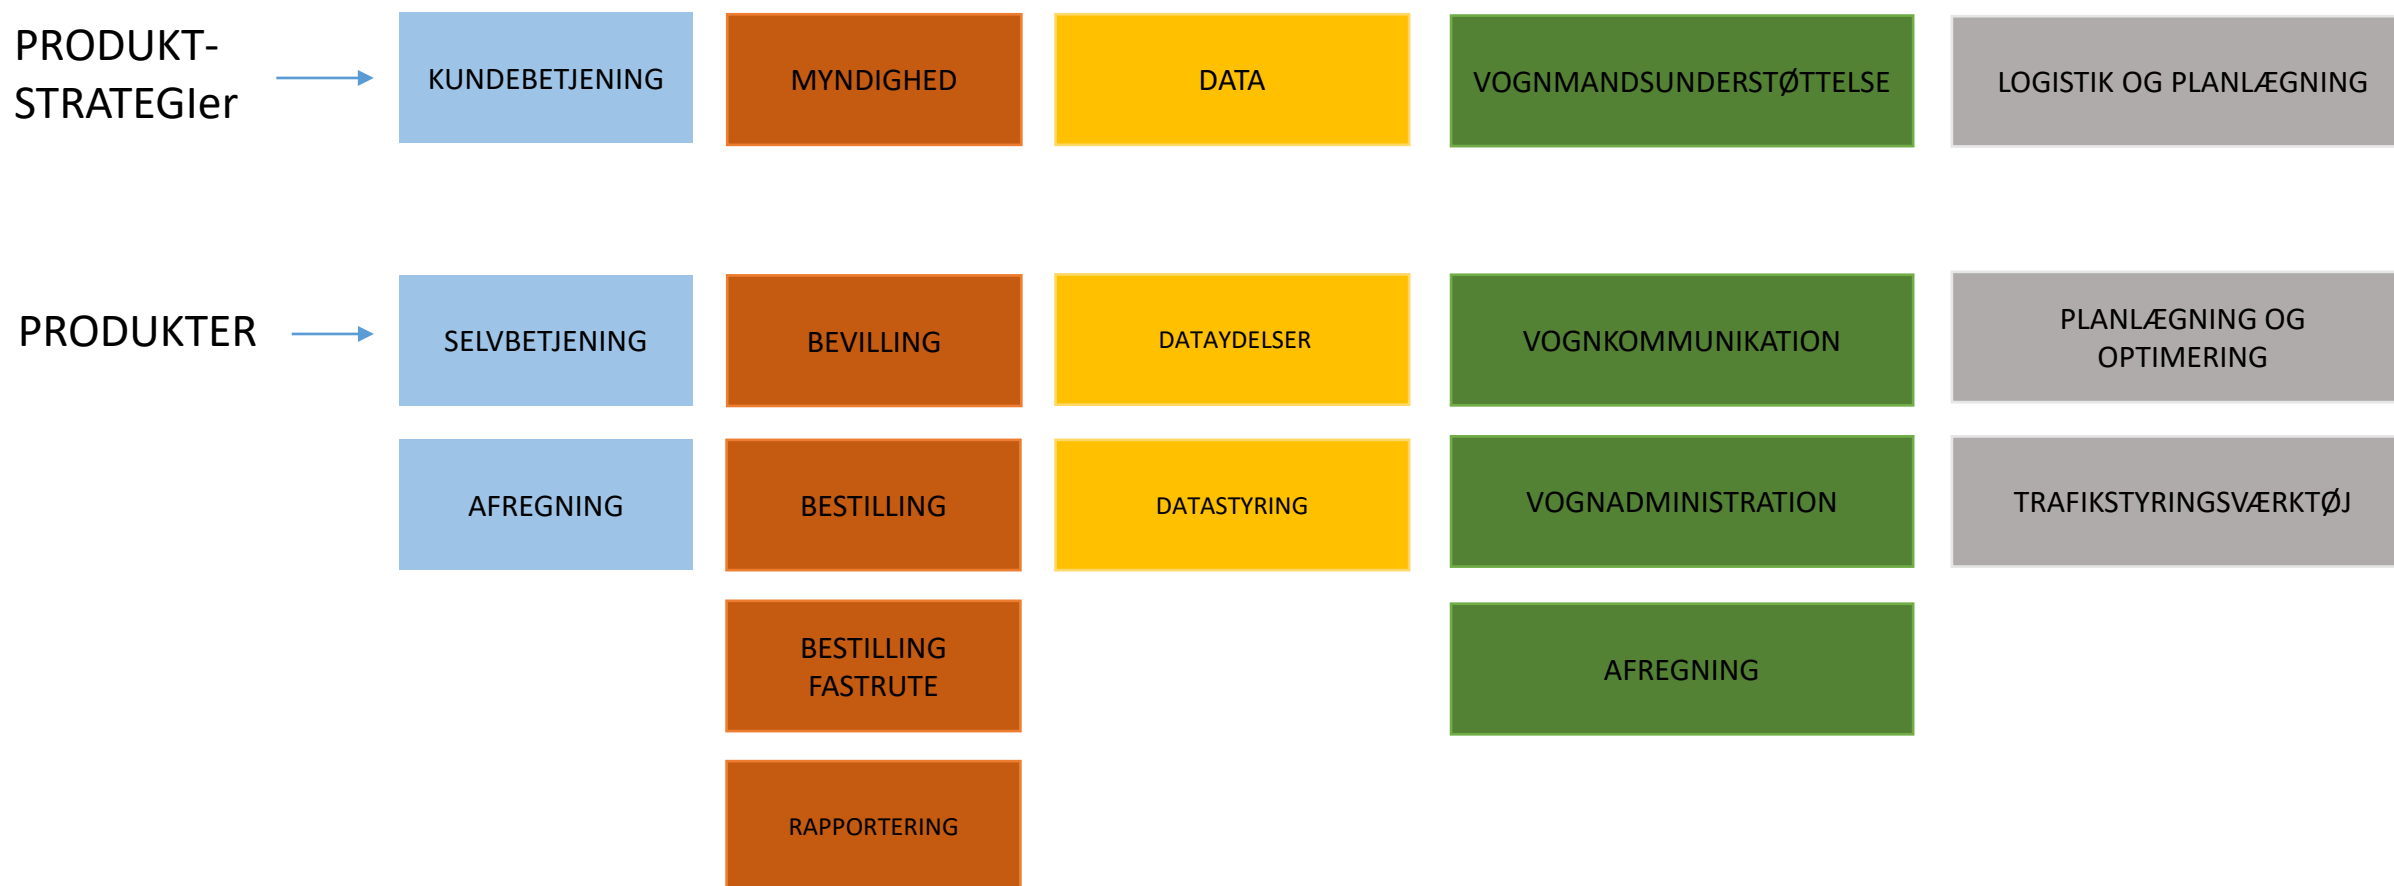 PRODUKT-
STRATEGIer
KUNDEBETJENING
MYNDIGHED
DATA
VOGNMANDSUNDERSTØTTELSE
LOGISTIK OG PLANLÆGNING
PRODUKTER
SELVBETJENING
BEVILLING
DATAYDELSER
VOGNKOMMUNIKATION
PLANLÆGNING OG
OPTIMERING
AFREGNING
BESTILLING
DATASTYRING
VOGNADMINISTRATION
TRAFIKSTYRINGSVÆRKTØJ
BESTILLING
FASTRUTE
AFREGNING
RAPPORTERING